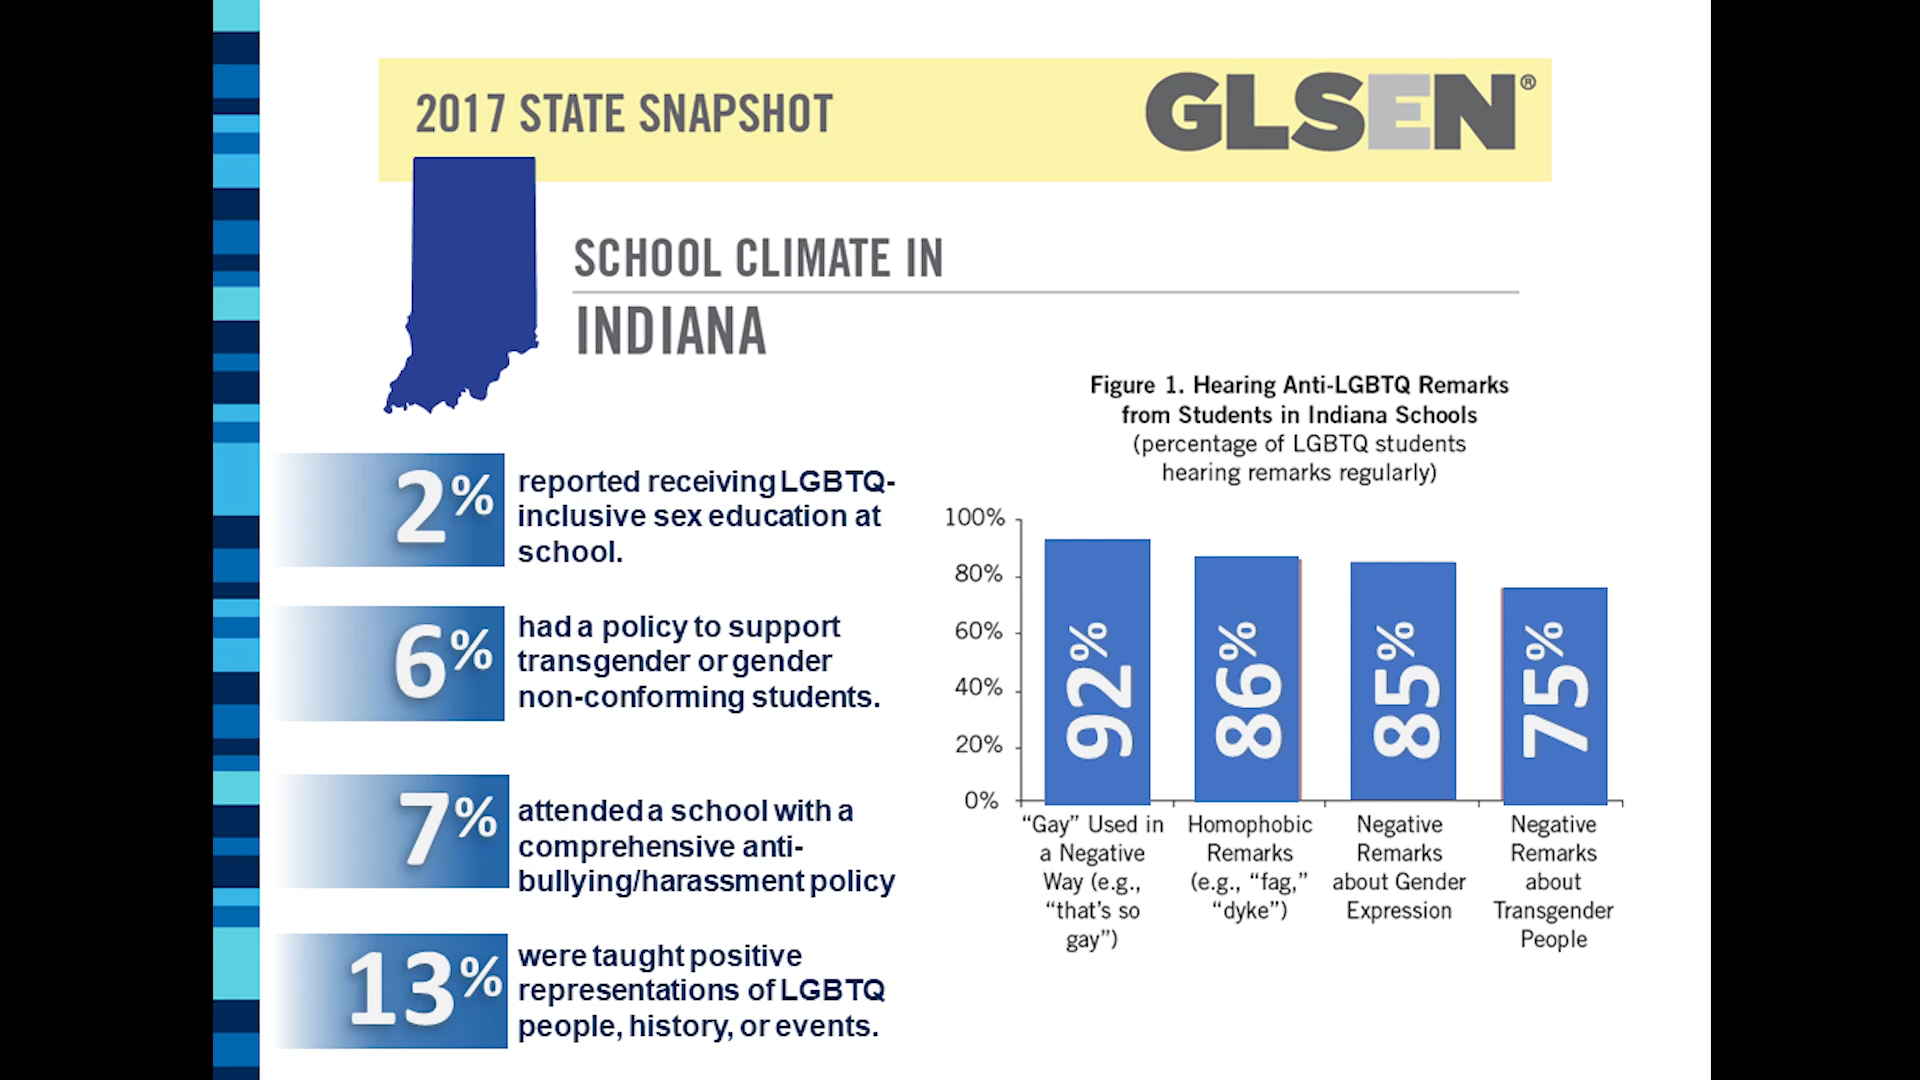 2017 STATE SNAPSHOT
GLSEN®
SCHOOL CLIMATE IN
INDIANA
2%
reported receiving LGBTQ-
inclusive sex education at
school.
6%
had a policy to support
transgender or gender
non-conforming students.
7%
attended a school with a
comprehensive anti-
bullying/harassment policy
13%
were taught positive
representations of LGBTQ
people, history, or events.
Figure 1. Hearing Anti-LGBTQ Remarks
from Students in Indiana Schools
(percentage of LGBTQ students
hearing remarks regularly)
100%
80%
60%
40%
20%
0%
92%
86%
85%
75%
“Gay” Used in
a Negative
Way (e.g.,
“that’s so
gay”)
Homophobic
Remarks
(e.g., “fag,”
“dyke”)
Negative
Remarks
about Gender
Expression
Negative
Remarks
about
Transgender
People